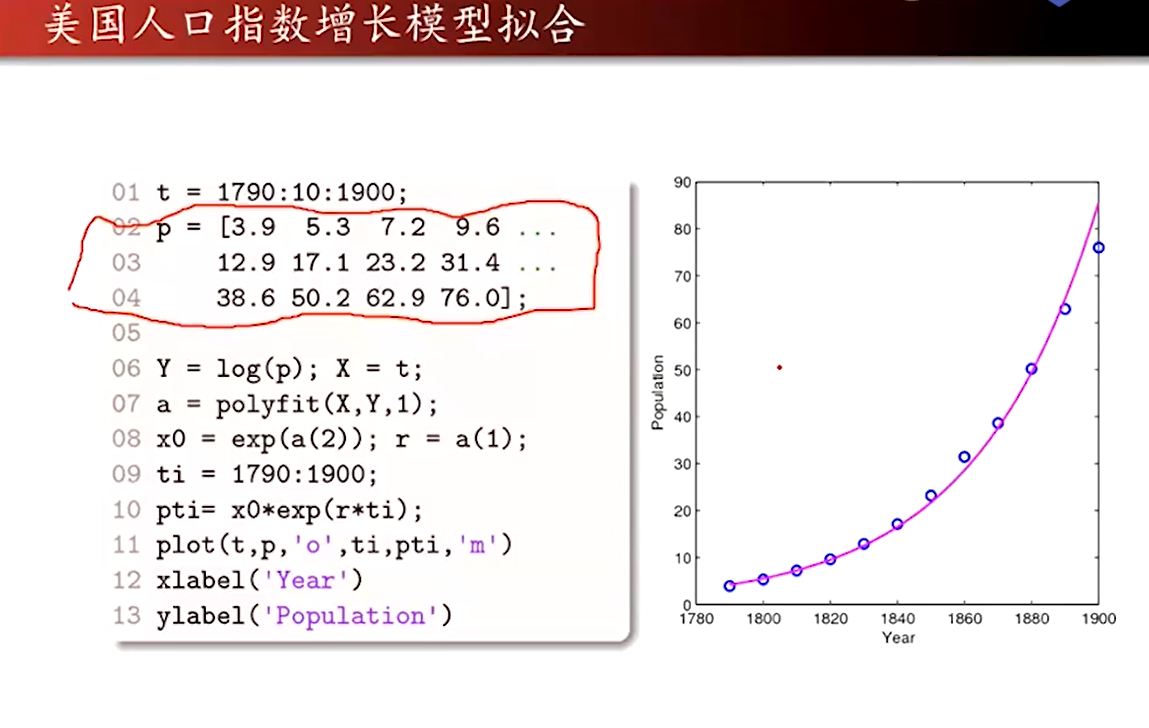 美国人口指数增长模型拟合
01 t = 1790:10:1900;
02 p = [3.9 5.3 7.2 9.6 ...
03 12.9 17.1 23.2 31.4 ...
04 38.6 50.2 62.9 76.0];
05
06 Y = log(p); X = t;
07 a = polyfit(X,Y,1);
08 x0 = exp(a(2)); r = a(1);
09 ti = 1790:1900;
10 pti= x0*exp(r*ti);
11 plot(t,p,'o',ti,pti,'m')
12 xlabel('Year')
13 ylabel('Population')
90
80
70
60
50
40
30
20
10
0
Population
1780 1800 1820 1840 1860 1880 1900
Year